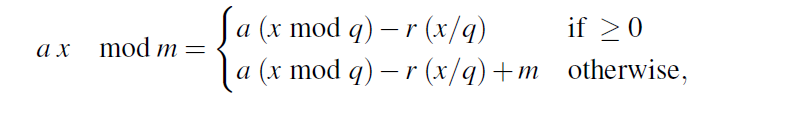 a (x mod q) − r (x/q) if ≥ 0
a x mod m =
a (x mod q) − r (x/q) + m otherwise,